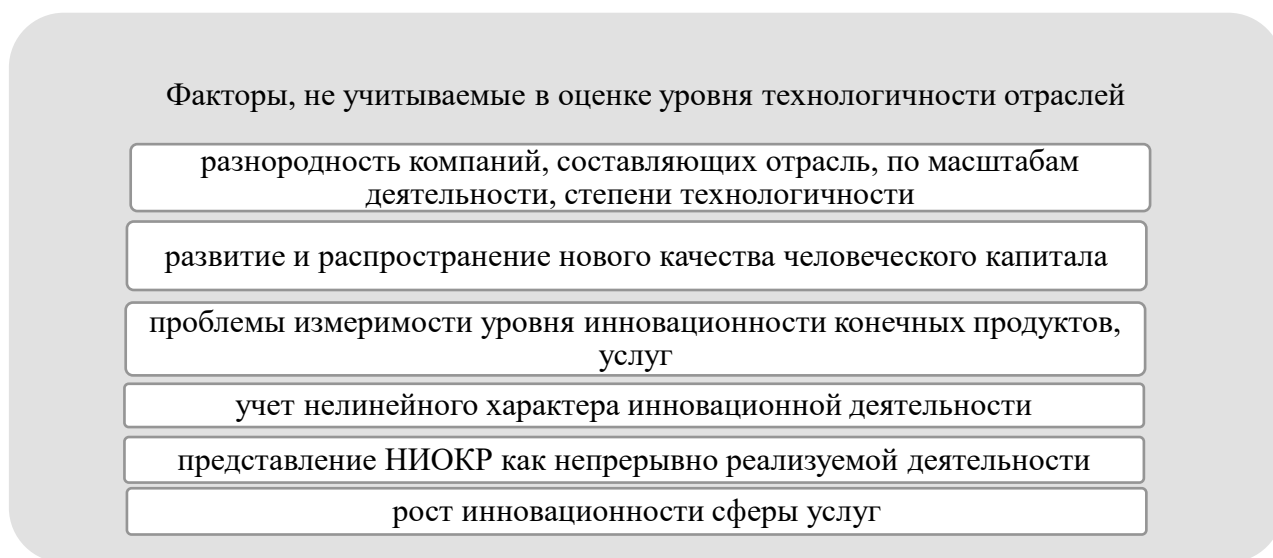 Факторы, не учитываемые в оценке уровня технологичности отраслей
разнородность компаний, составляющих отрасль, по масштабам
деятельности, степени технологичности
развитие и распространение нового качества человеческого капитала
проблемы измеримости уровня инновационности конечных продуктов,
услуг
учет нелинейного характера инновационной деятельности
представление НИОКР как непрерывно реализуемой деятельности
рост инновационности сферы услуг